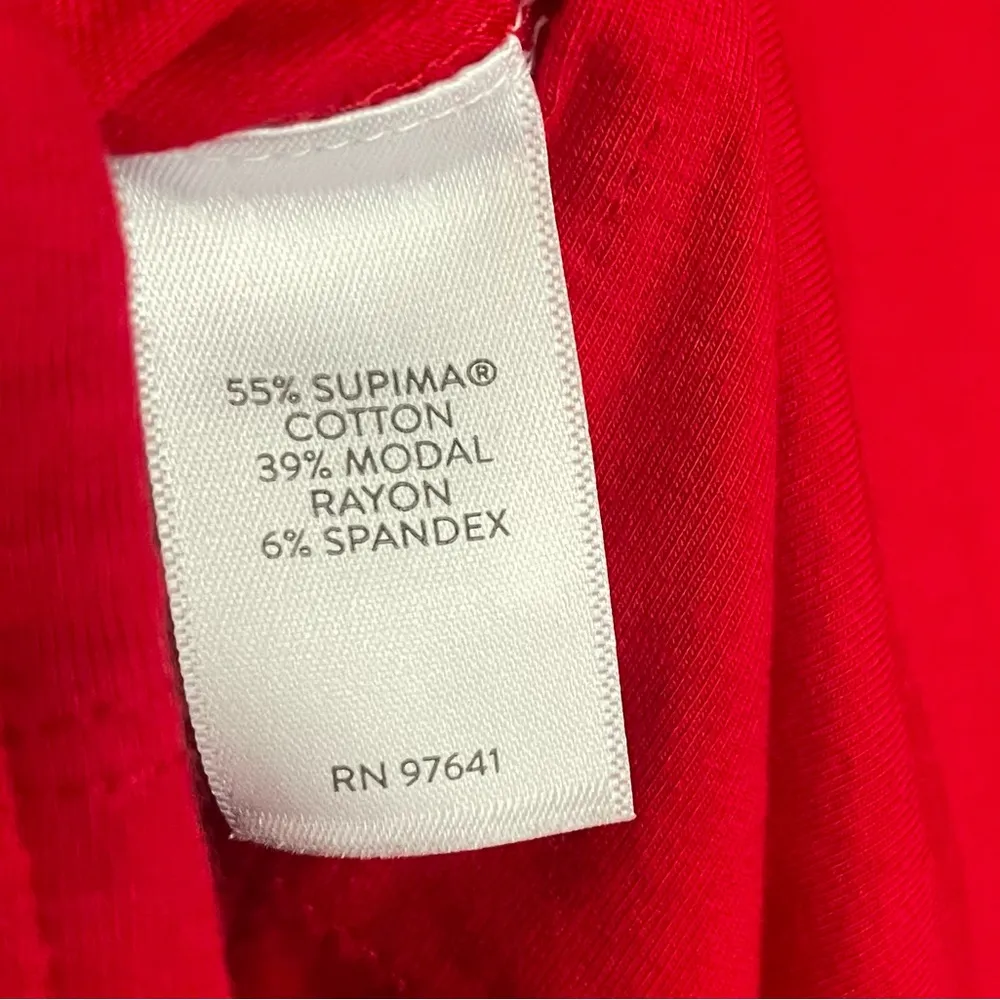 55% SUPIMA®
COTTON
39% MODAL
RAYON
6% SPANDEX
RN 97641